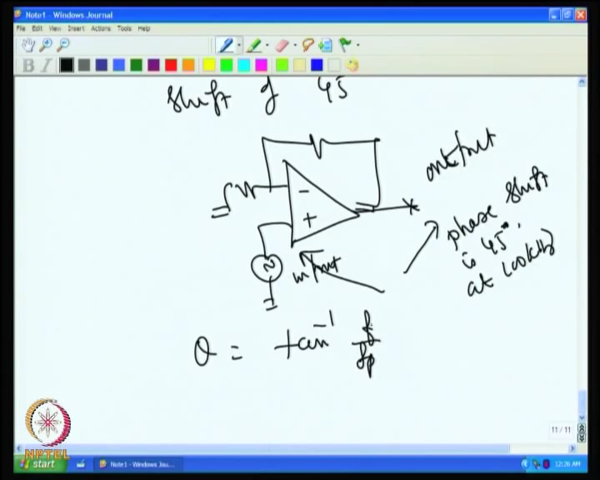 Note1 - Windows Journal
File Edit View Insert Actions Tools Help
B I
shift of 45
output
phase shift
is 45°.
at 100kHz
-
+
input
θ = tan⁻¹ f/fp
11 / 11
NPTEL
start
Note1 - Windows Jou...
12:26 AM